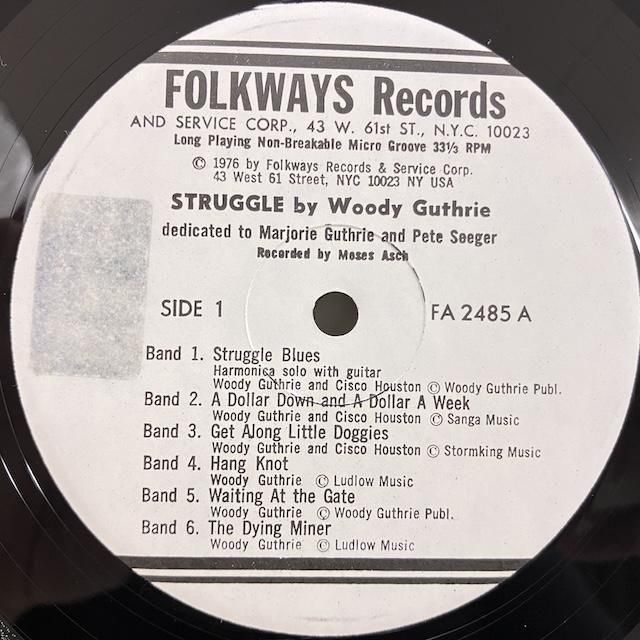 FOLKWAYS Records
AND SERVICE CORP., 43 W. 61st ST., N.Y.C. 10023
Long Playing Non-Breakable Micro Groove 33⅓ RPM
© 1976 by Folkways Records & Service Corp.
43 West 61 Street, NYC 10023 NY USA
STRUGGLE by Woody Guthrie
dedicated to Marjorie Guthrie and Pete Seeger
Recorded by Moses Asch
SIDE 1 FA 2485 A
Band 1. Struggle Blues
Harmonica solo with guitar
Woody Guthrie and Cisco Houston © Woody Guthrie Publ.
Band 2. A Dollar Down and A Dollar A Week
Woody Guthrie and Cisco Houston © Sanga Music
Band 3. Get Along Little Doggies
Woody Guthrie and Cisco Houston © Stormking Music
Band 4. Hang Knot
Woody Guthrie © Ludlow Music
Band 5. Waiting At the Gate
Woody Guthrie © Woody Guthrie Publ.
Band 6. The Dying Miner
Woody Guthrie © Ludlow Music